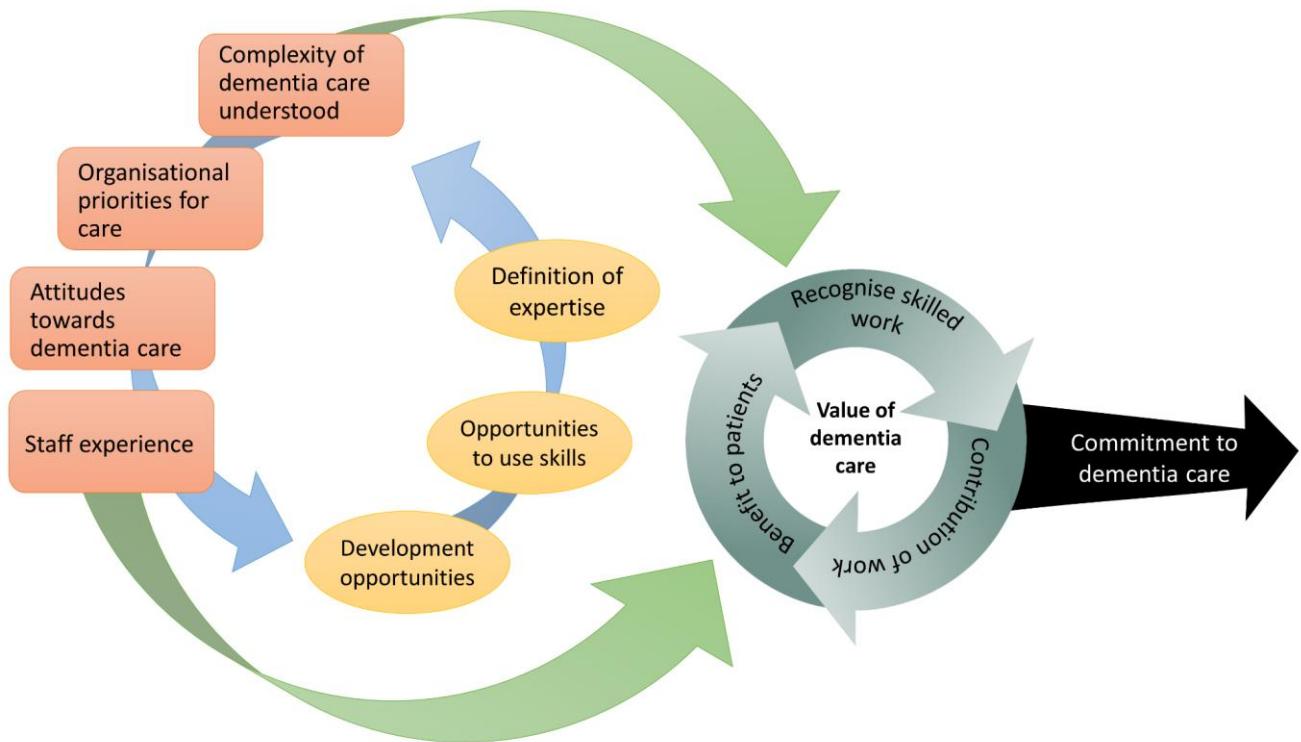 Complexity of
dementia care
understood
Organisational
priorities for
care
Attitudes
towards
dementia care
Staff experience
Definition of
expertise
Opportunities
to use skills
Development
opportunities
Recognise skilled
work
Contribution of work
Benefit to patients
Value of
dementia
care
Commitment to
dementia care